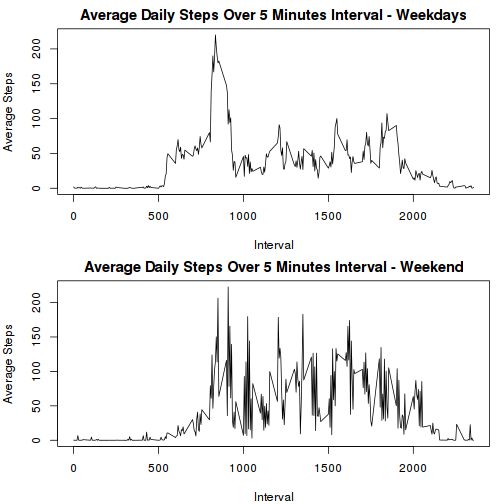 Average Daily Steps Over 5 Minutes Interval - Weekdays
Average Steps
200
150
100
50
0
0 500 1000 1500 2000
Interval
Average Daily Steps Over 5 Minutes Interval - Weekend
Average Steps
200
150
100
50
0
0 500 1000 1500 2000
Interval